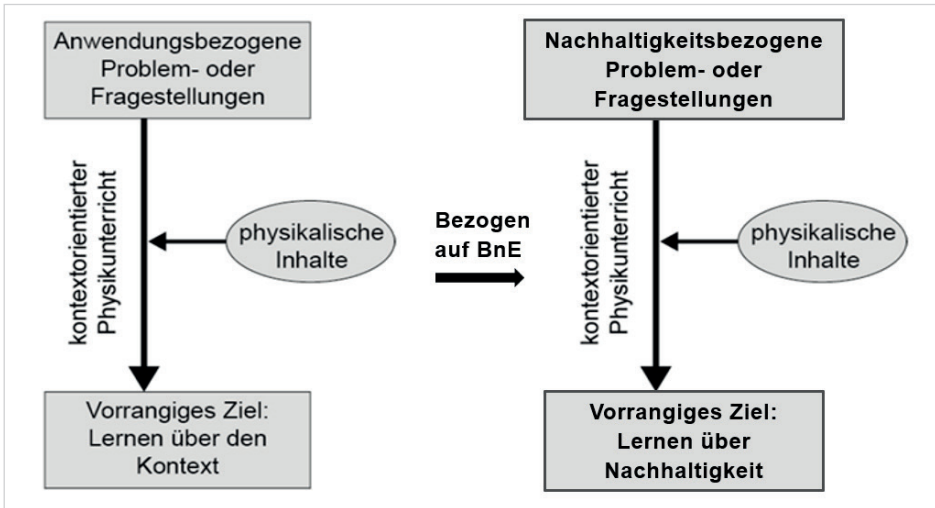 Anwendungsbezogene
Problem- oder
Fragestellungen
kontextorientierter
Physikunterricht
physikalische
Inhalte
Vorrangiges Ziel:
Lernen über den
Kontext
Bezogen
auf BnE
Nachhaltigkeitsbezogene
Problem- oder
Fragestellungen
kontextorientierter
Physikunterricht
physikalische
Inhalte
Vorrangiges Ziel:
Lernen über
Nachhaltigkeit